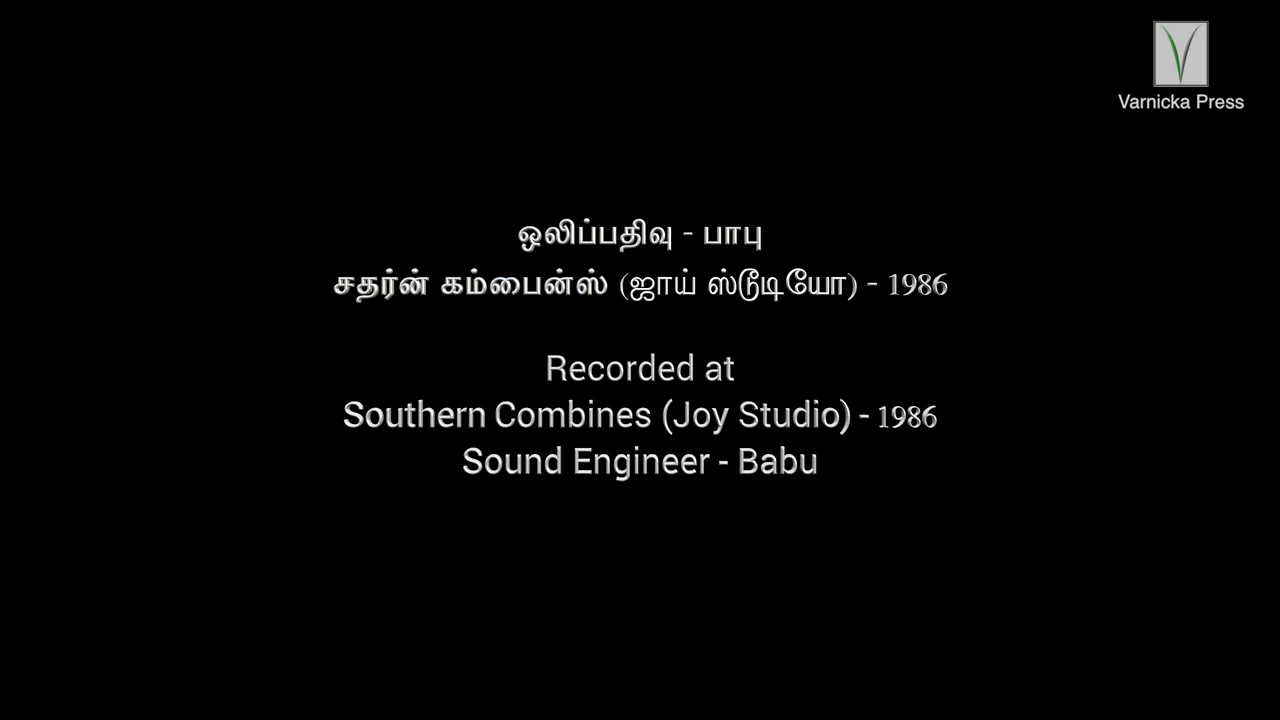 Varnicka Press
ஒலிப்பதிவு - பாபு
சதர்ன் கம்பைன்ஸ் (ஜாய் ஸ்டூடியோ) - 1986
Recorded at
Southern Combines (Joy Studio) - 1986
Sound Engineer - Babu